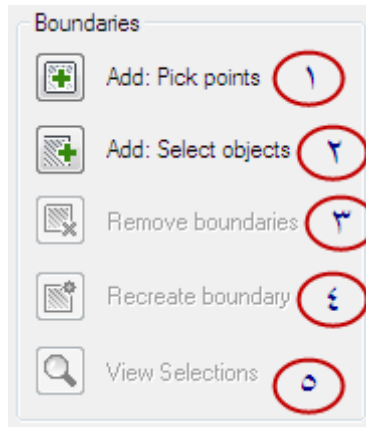 Boundaries
Add: Pick points ١
Add: Select objects ٢
Remove boundaries ٣
Recreate boundary ٤
View Selections ٥